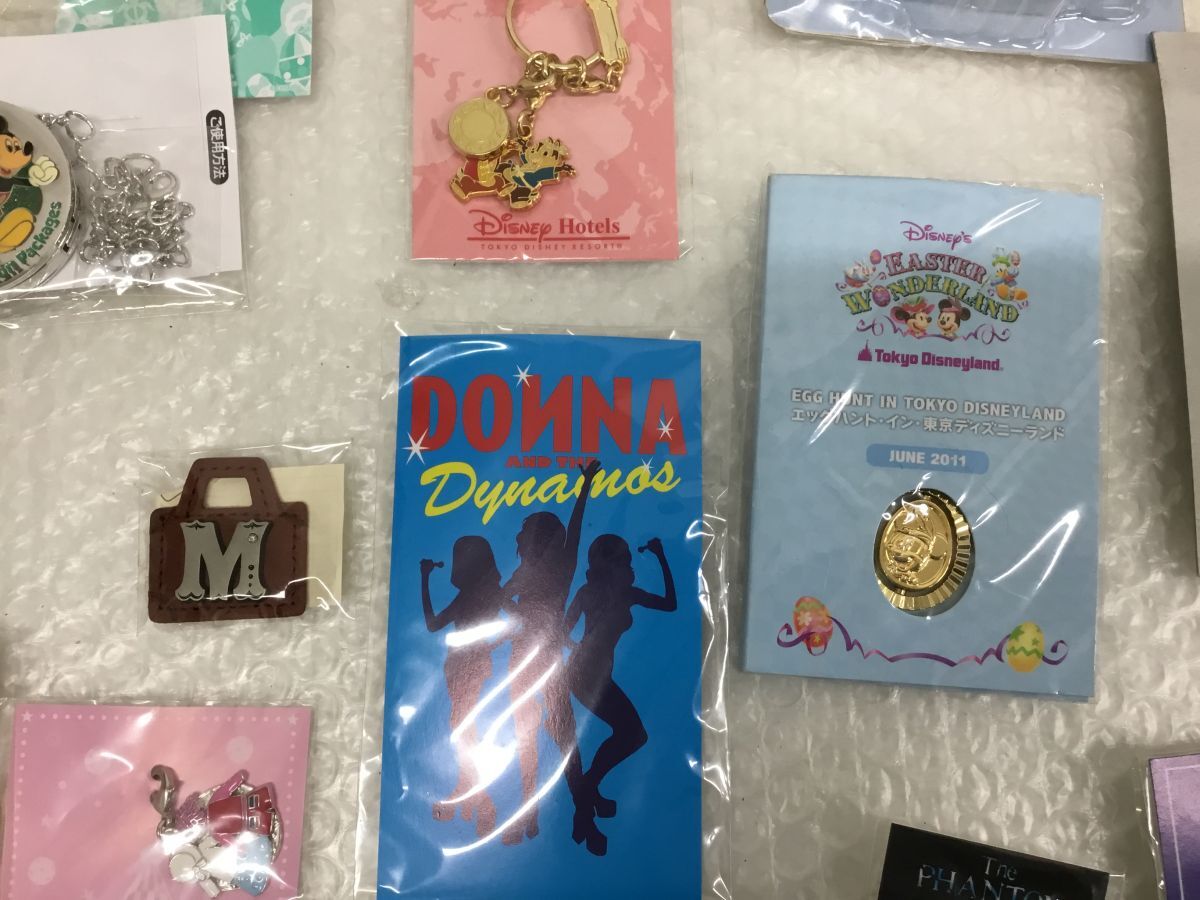 ご使用方法
Packages
Disney Hotels
TOKYO DISNEY RESORT®
DISNEY'S
EASTER
WONDERLAND
Tokyo Disneyland®
EGG HUNT IN TOKYO DISNEYLAND
エッグハント・イン・東京ディズニーランド
JUNE 2011
DOИNA
AND THE
Dynamos
M
The
PHANTO